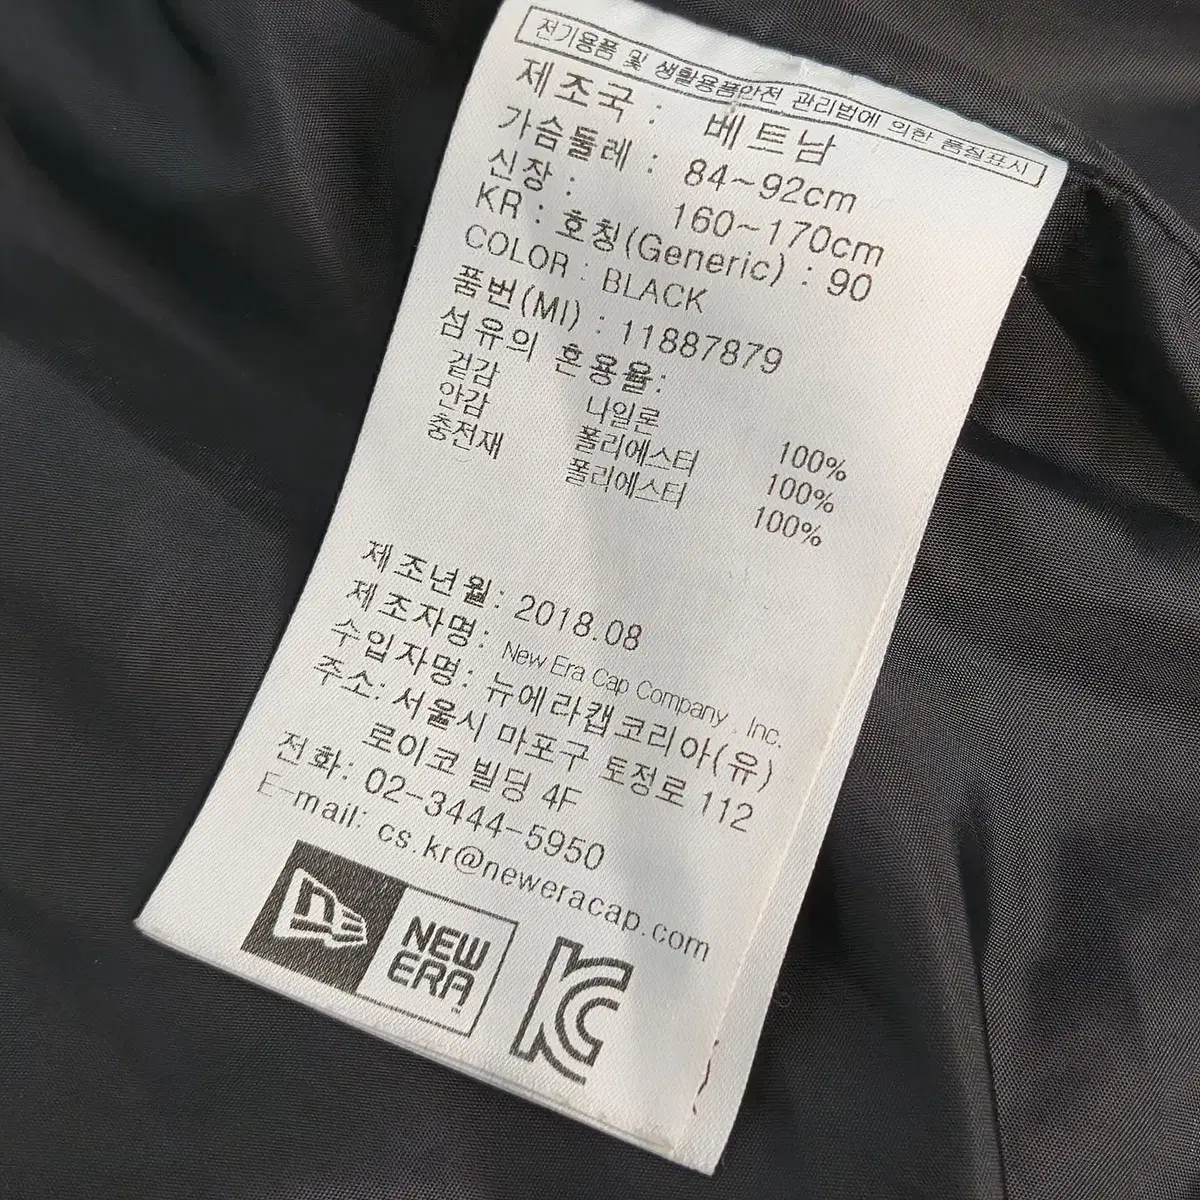 전기용품 및 생활용품안전 관리법에 의한 품질표시
제조국 : 베트남
가슴둘레 : 84~92cm
신장 : 160~170cm
KR : 호칭(Generic) : 90
COLOR : BLACK
품번(MI) : 11887879
섬유의 혼용율:
겉감 나일론 100%
안감 폴리에스터 100%
충전재 폴리에스터 100%
제조년월: 2018.08
제조자명: New Era Cap Company, Inc.
수입자명: 뉴에라캡코리아(유)
주소: 서울시 마포구 토정로 112
로이코 빌딩 4F
전화: 02-3444-5950
E-mail: cs.kr@neweracap.com
NEW
ERA™
KC